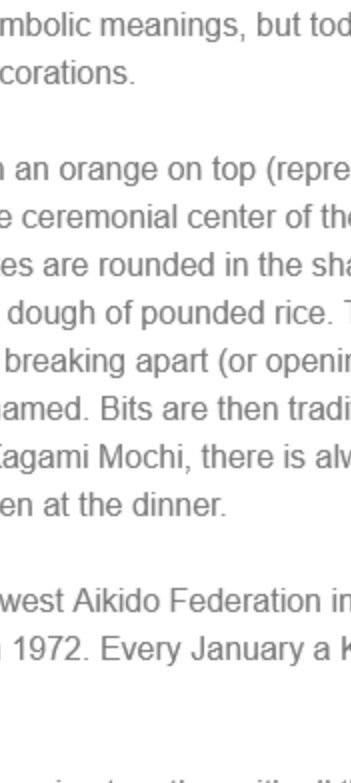 mbolic meanings, but tod
corations.
n an orange on top (repre
e ceremonial center of the
es are rounded in the sha
dough of pounded rice. T
breaking apart (or openin
named. Bits are then tradi
Kagami Mochi, there is alw
en at the dinner.
west Aikido Federation in
n 1972. Every January a K